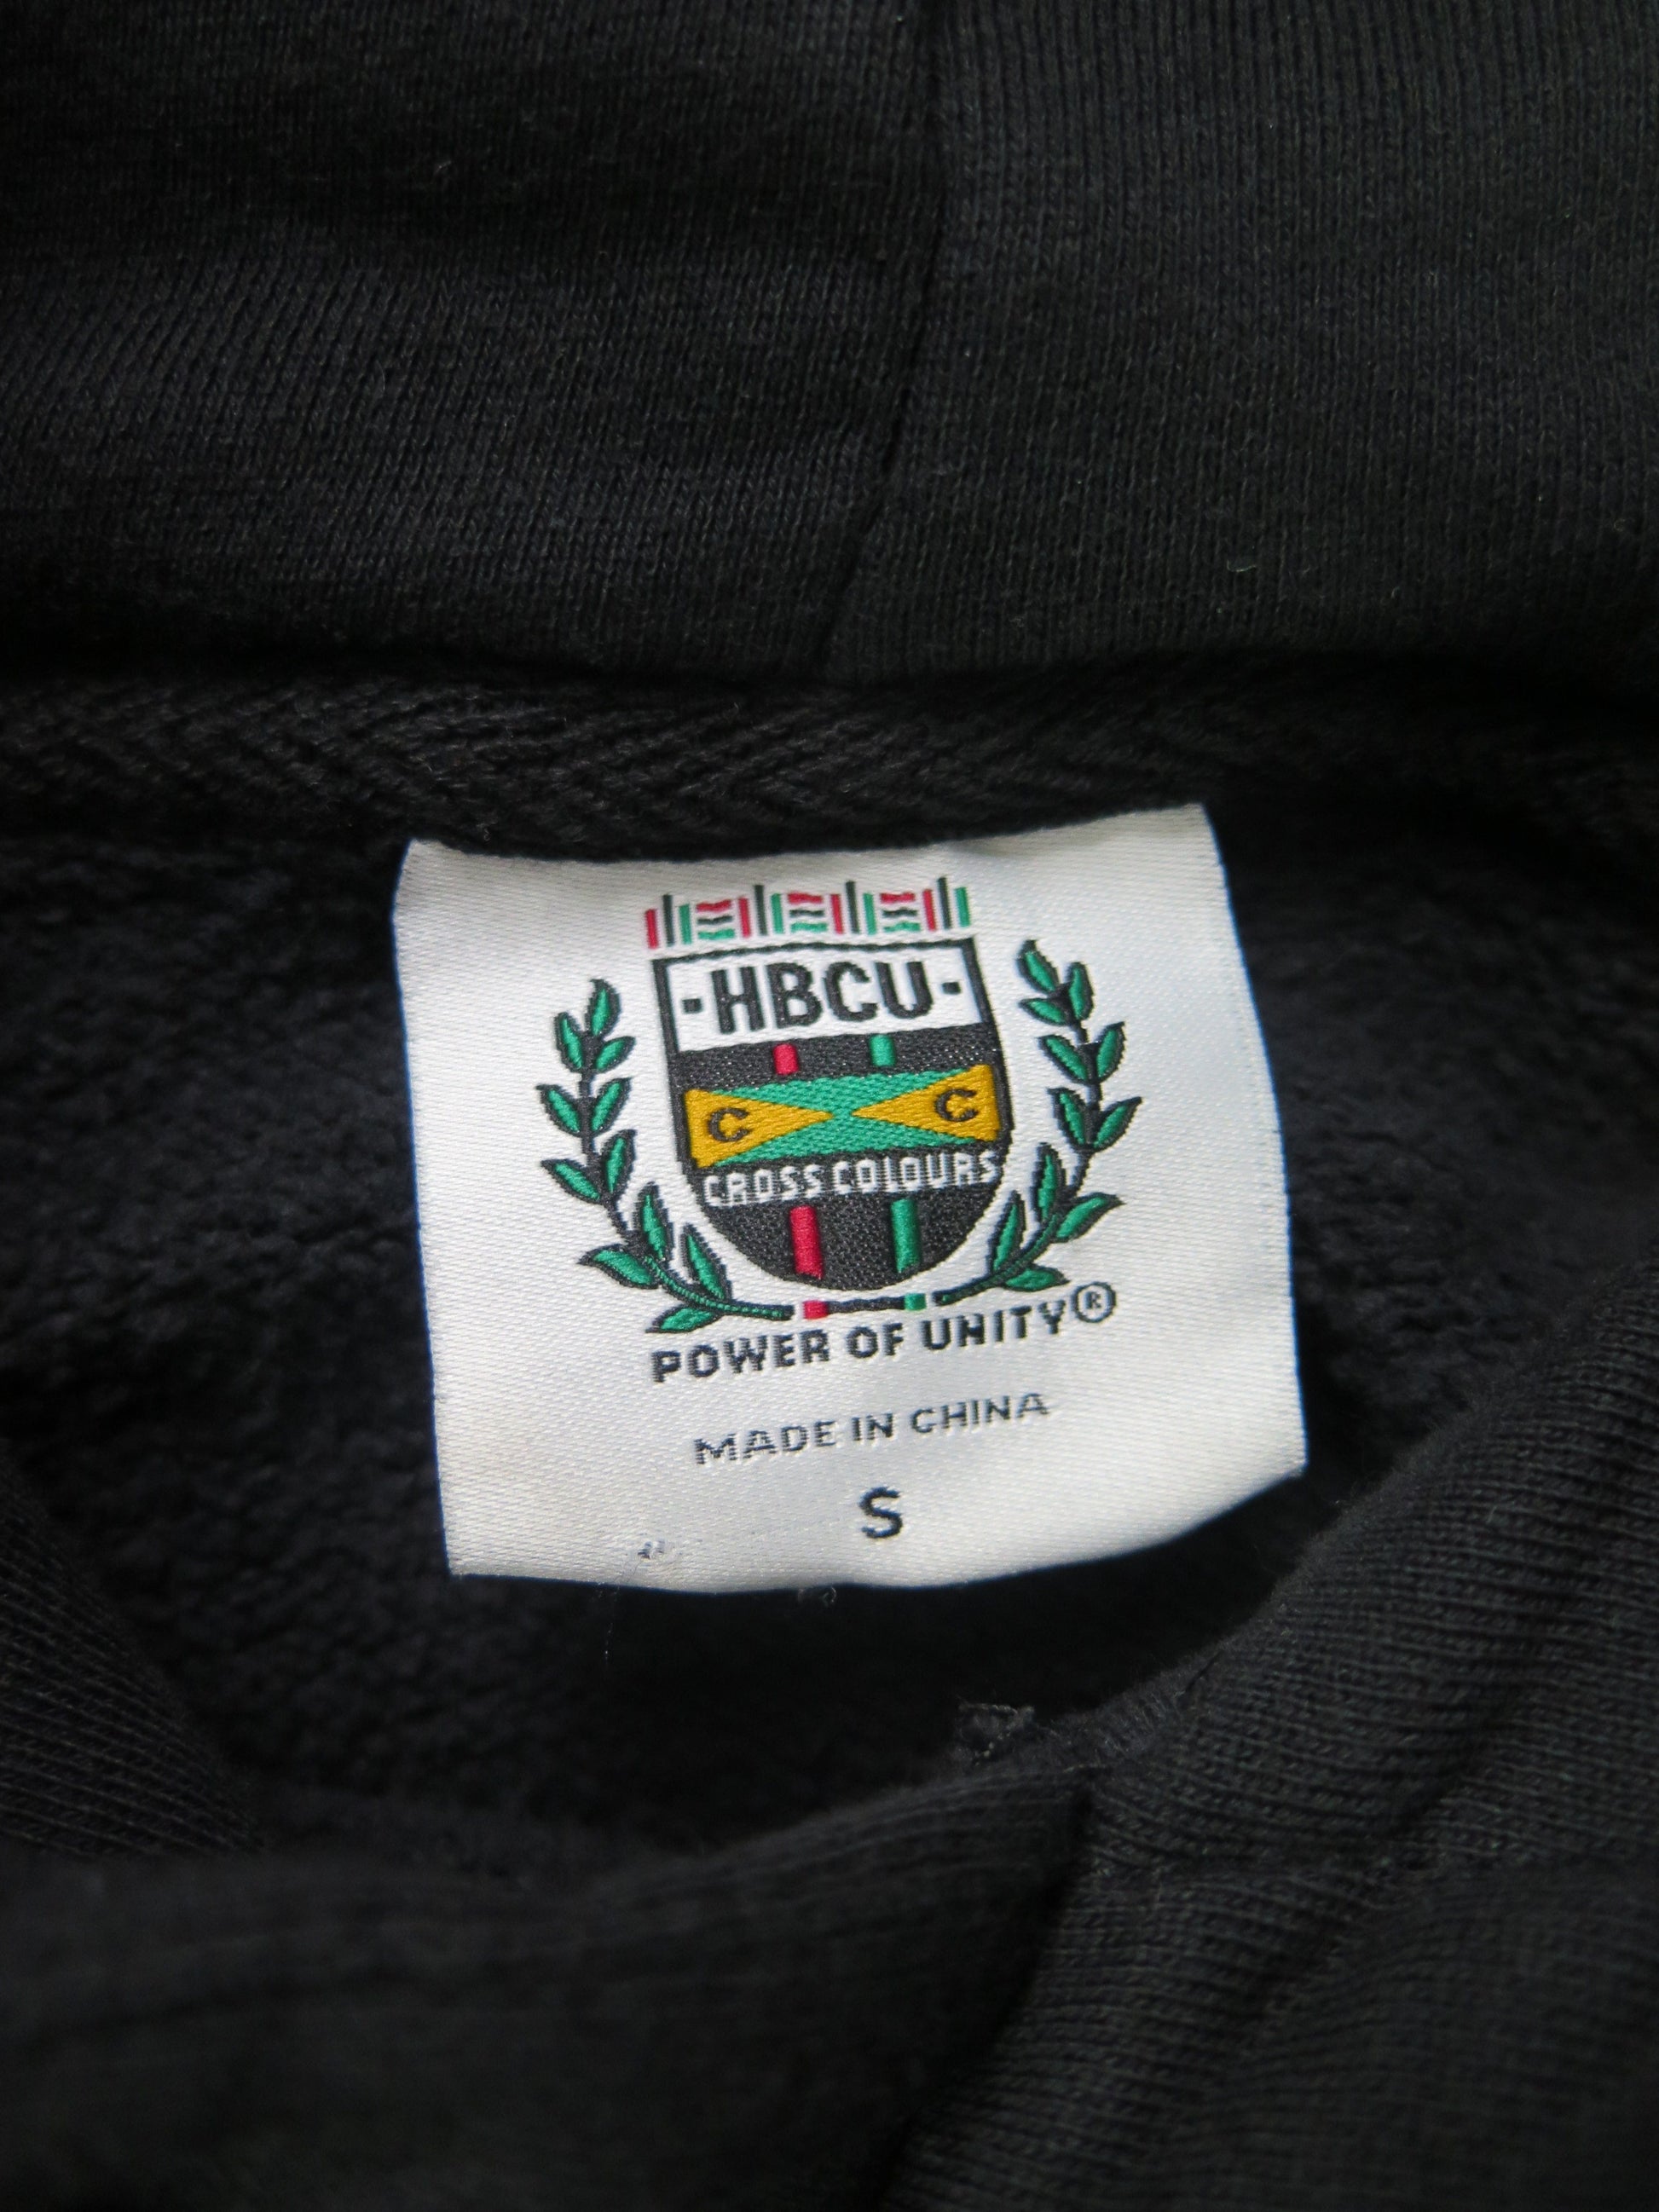 ·HBCU·
C C
CROSS COLOURS
POWER OF UNITY®
MADE IN CHINA
S